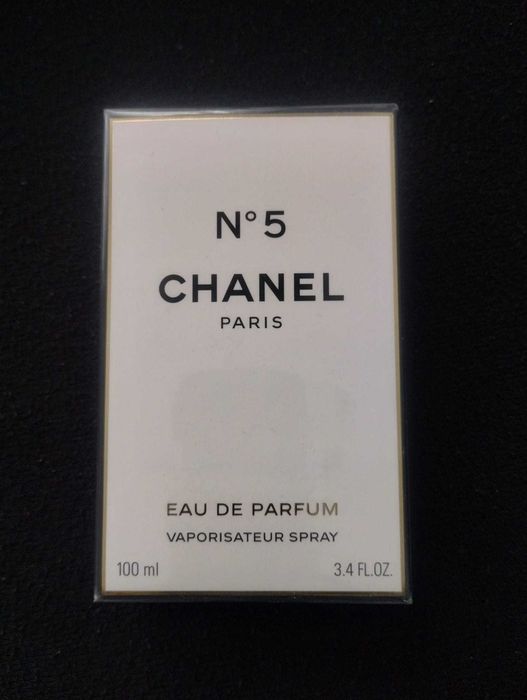 N°5
CHANEL
PARIS
EAU DE PARFUM
VAPORISATEUR SPRAY
100 ml 3.4 FL.OZ.